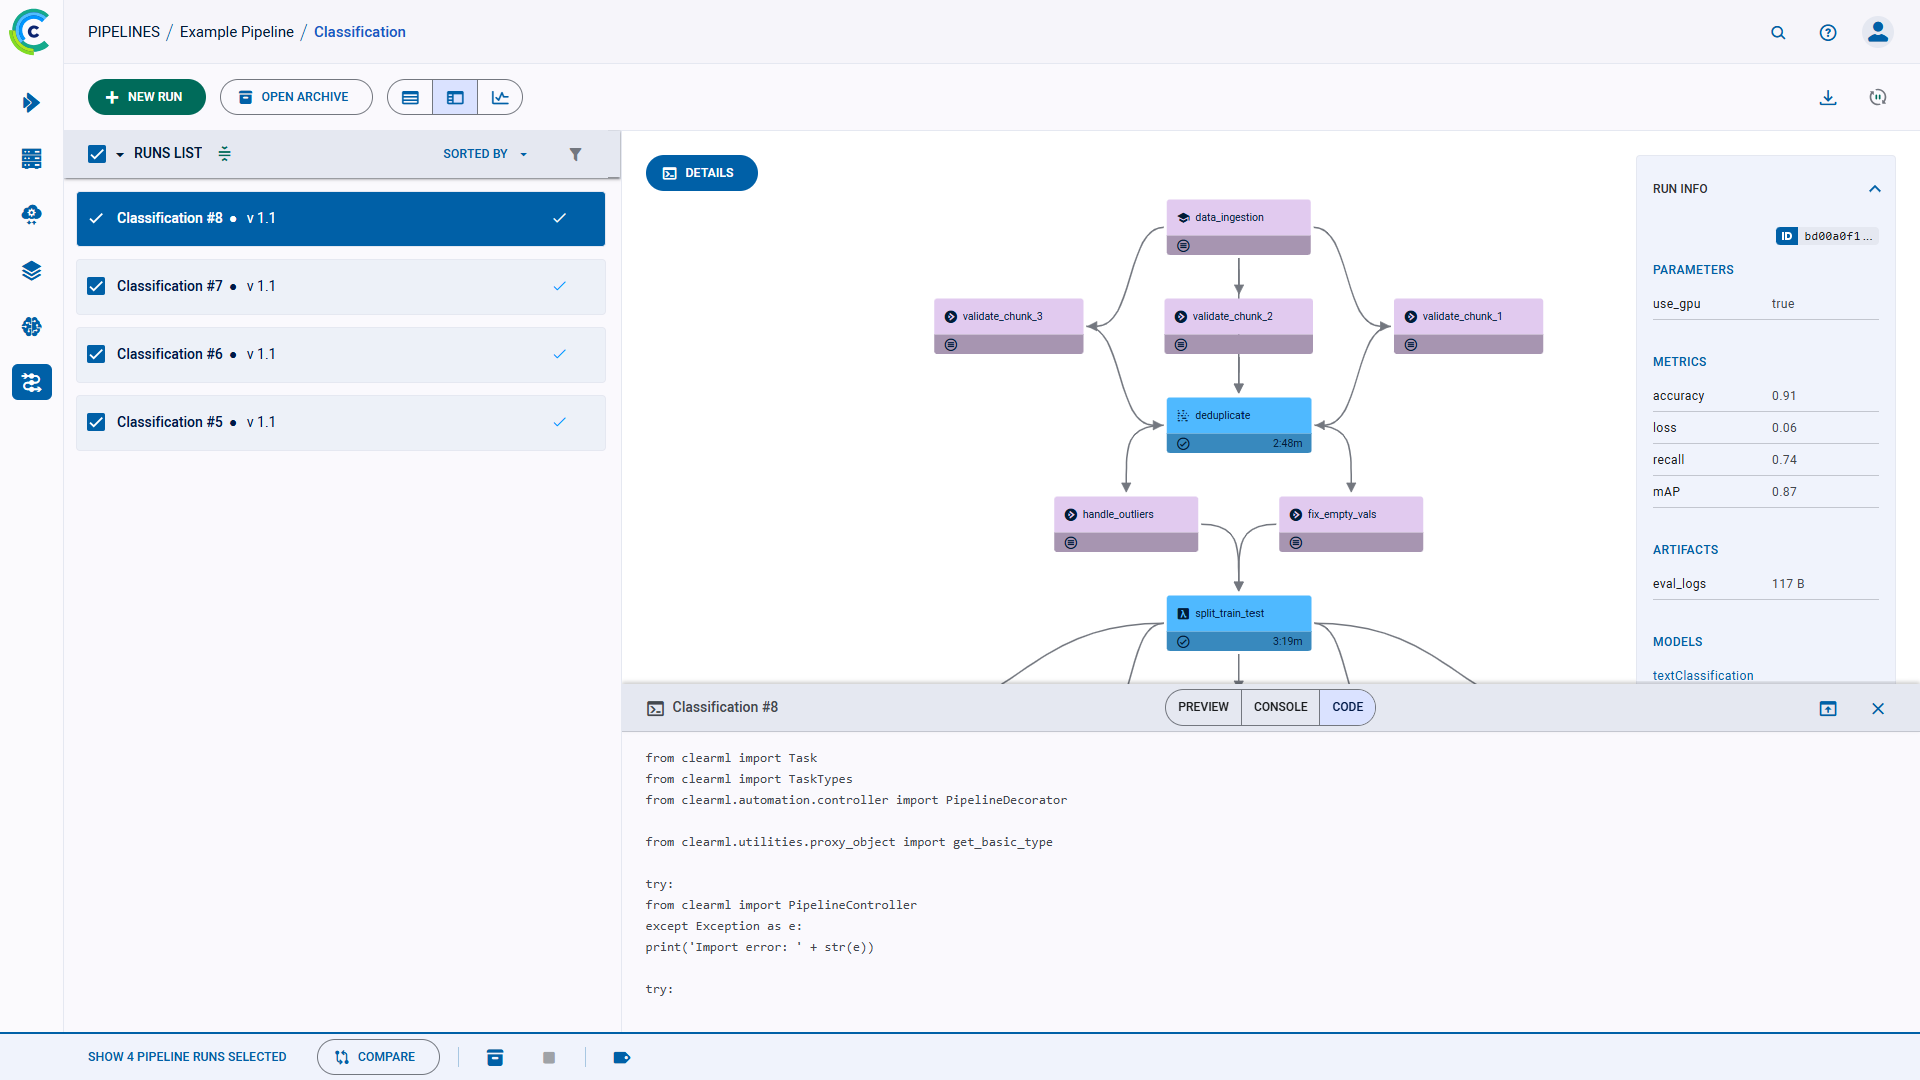 PIPELINES / Example Pipeline / Classification
NEW RUN
OPEN ARCHIVE
RUNS LIST
SORTED BY
Classification #8 ● v 1.1
Classification #7 ● v 1.1
Classification #6 ● v 1.1
Classification #5 ● v 1.1
DETAILS
data_ingestion
validate_chunk_3
validate_chunk_2
validate_chunk_1
deduplicate
2:48m
handle_outliers
fix_empty_vals
split_train_test
3:19m
RUN INFO
ID bd00a0f1...
PARAMETERS
use_gpu true
METRICS
accuracy 0.91
loss 0.06
recall 0.74
mAP 0.87
ARTIFACTS
eval_logs 117 B
MODELS
textClassification
Classification #8
PREVIEW
CONSOLE
CODE
from clearml import Task
from clearml import TaskTypes
from clearml.automation.controller import PipelineDecorator
from clearml.utilities.proxy_object import get_basic_type
try:
from clearml import PipelineController
except Exception as e:
print('Import error: ' + str(e))
try:
SHOW 4 PIPELINE RUNS SELECTED
COMPARE